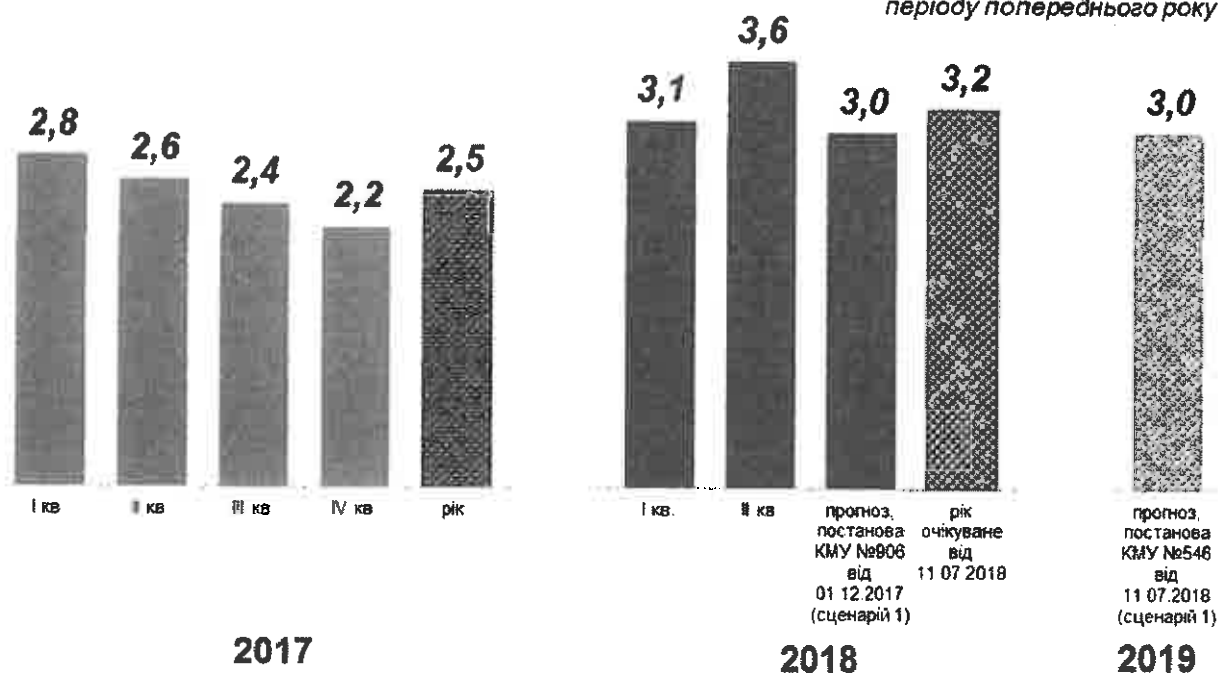 періоду попереднього року
2,8
2,6
2,4
2,2
2,5
3,1
3,6
3,0
3,2
3,0
І кв
ІІ кв
ІІІ кв
IV кв
рік
І кв.
ІІ кв
прогноз,
постанова
КМУ №906
від
01 12.2017
(сценарій 1)
рік
очікуване
від
11 07 2018
прогноз,
постанова
КМУ №546
від
11 07.2018
(сценарій 1)
2017
2018
2019